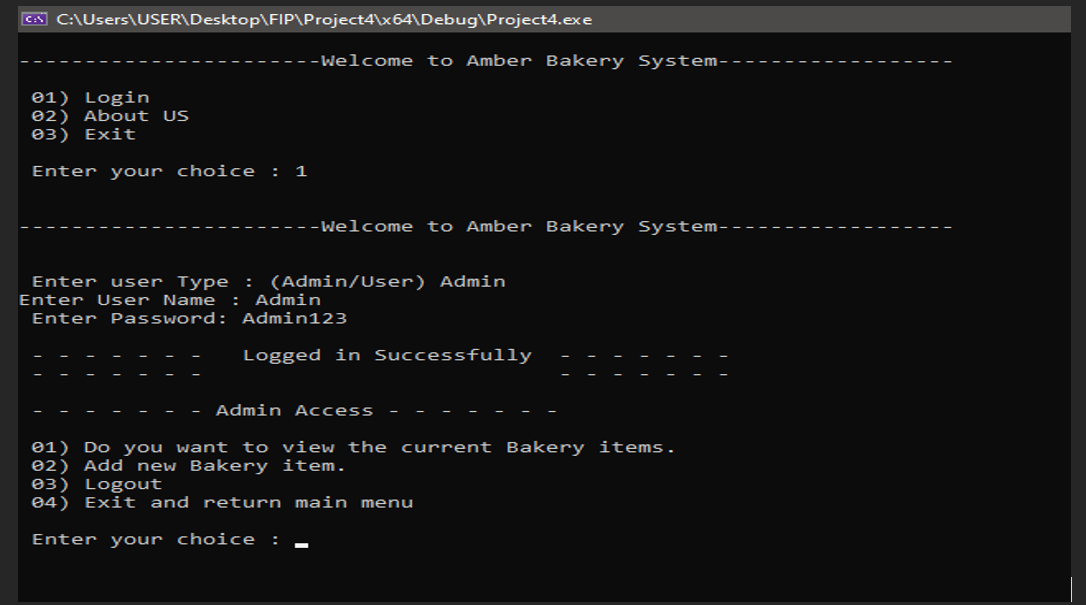 C:\Users\USER\Desktop\FIP\Project4\x64\Debug\Project4.exe
-----------------------Welcome to Amber Bakery System------------------
01) Login
02) About US
03) Exit
Enter your choice : 1
-----------------------Welcome to Amber Bakery System------------------
Enter user Type : (Admin/User) Admin
Enter User Name : Admin
Enter Password: Admin123
- - - - - - -   Logged in Successfully  - - - - - - -
- - - - - - -                           - - - - - - -
- - - - - - - Admin Access - - - - - - -
01) Do you want to view the current Bakery items.
02) Add new Bakery item.
03) Logout
04) Exit and return main menu
Enter your choice :